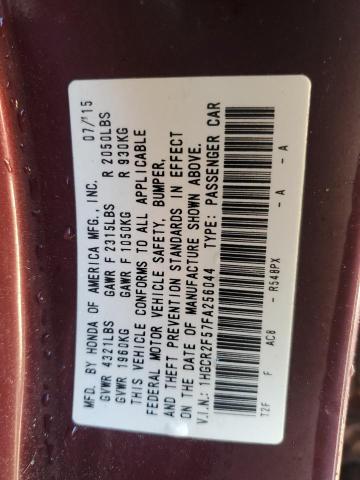 MFD. BY HONDA OF AMERICA MFG., INC. 07/15
GVWR 4321LBS GAWR F 2315LBS R 2050LBS
GVWR 1960KG GAWR F 1050KG R 930KG
THIS VEHICLE CONFORMS TO ALL APPLICABLE
FEDERAL MOTOR VEHICLE SAFETY, BUMPER,
AND THEFT PREVENTION STANDARDS IN EFFECT
ON THE DATE OF MANUFACTURE SHOWN ABOVE.
V.I.N.: 1HGCR2F57FA256044 TYPE: PASSENGER CAR
T2F F AC8 - R548PX - A - A